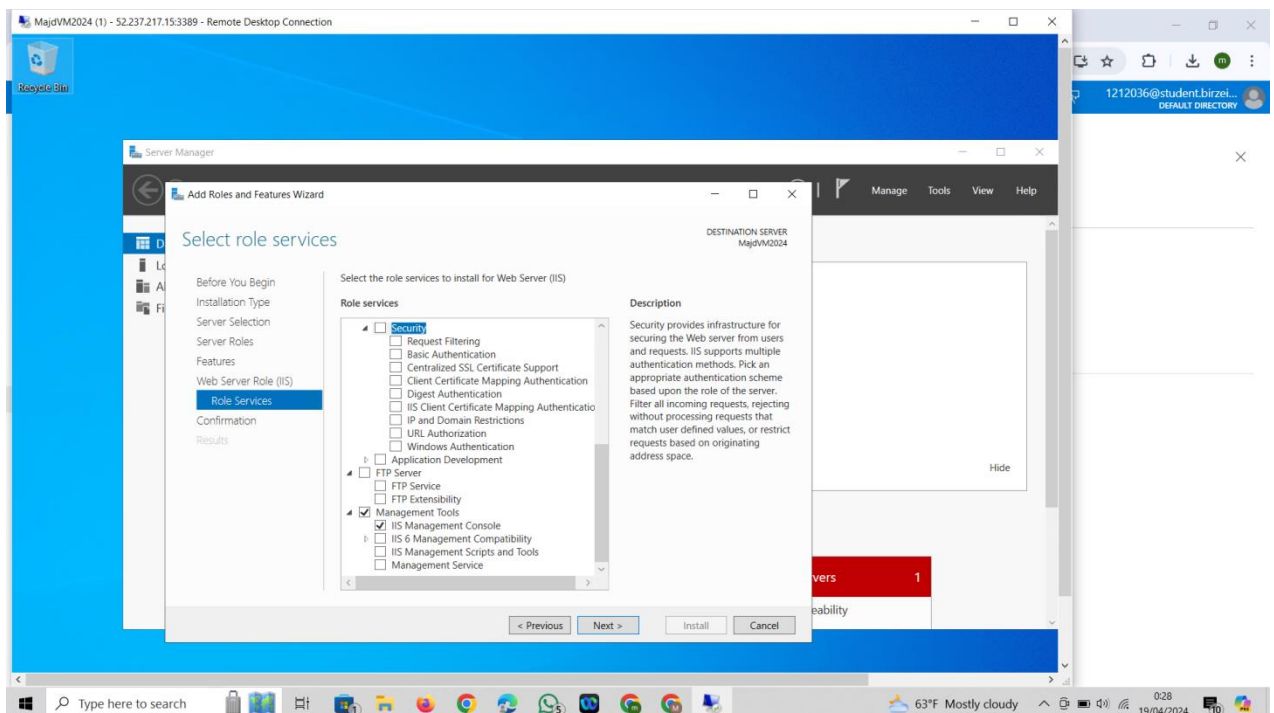 MajdVM2024 (1) - 52.237.217.15:3389 - Remote Desktop Connection
Recycle Bin
1212036@student.birzei...
DEFAULT DIRECTORY
m
Server Manager
Manage Tools View Help
Add Roles and Features Wizard
Select role services
DESTINATION SERVER
MajdVM2024
D
Lo
A
Fi
Before You Begin
Installation Type
Server Selection
Server Roles
Features
Web Server Role (IIS)
Role Services
Confirmation
Results
Select the role services to install for Web Server (IIS)
Role services
Security
Request Filtering
Basic Authentication
Centralized SSL Certificate Support
Client Certificate Mapping Authentication
Digest Authentication
IIS Client Certificate Mapping Authenticatio
IP and Domain Restrictions
URL Authorization
Windows Authentication
Application Development
FTP Server
FTP Service
FTP Extensibility
Management Tools
IIS Management Console
IIS 6 Management Compatibility
IIS Management Scripts and Tools
Management Service
Description
Security provides infrastructure for
securing the Web server from users
and requests. IIS supports multiple
authentication methods. Pick an
appropriate authentication scheme
based upon the role of the server.
Filter all incoming requests, rejecting
without processing requests that
match user defined values, or restrict
requests based on originating
address space.
Hide
vers 1
eability
< Previous Next > Install Cancel
Type here to search
63°F Mostly cloudy
0:28
19/04/2024